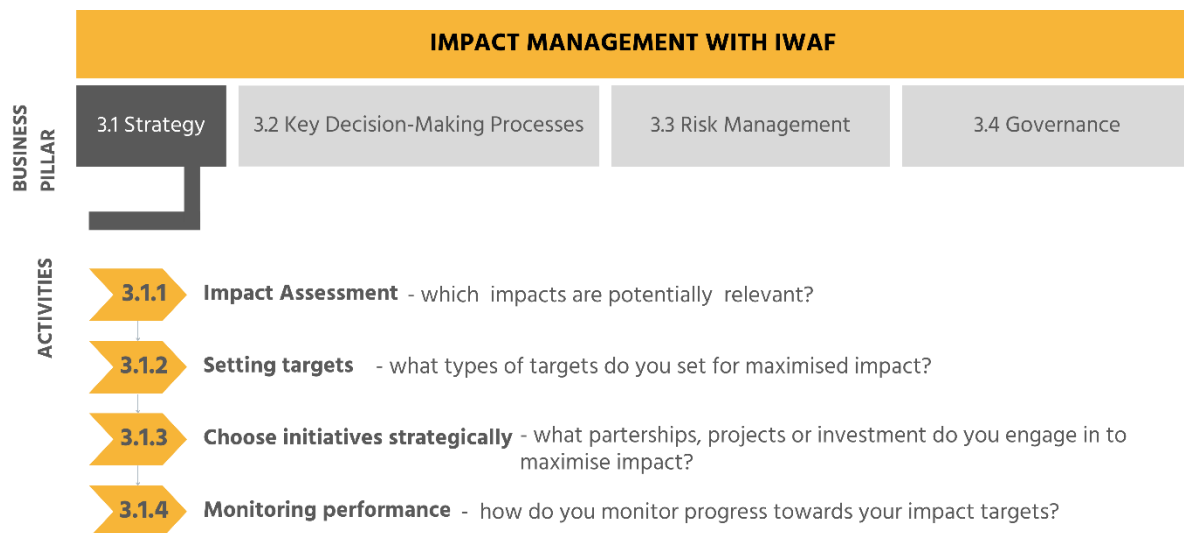 IMPACT MANAGEMENT WITH IWAF
BUSINESS
PILLAR
3.1 Strategy
3.2 Key Decision-Making Processes
3.3 Risk Management
3.4 Governance
ACTIVITIES
3.1.1 Impact Assessment - which impacts are potentially relevant?
3.1.2 Setting targets - what types of targets do you set for maximised impact?
3.1.3 Choose initiatives strategically - what parterships, projects or investment do you engage in to
maximise impact?
3.1.4 Monitoring performance - how do you monitor progress towards your impact targets?